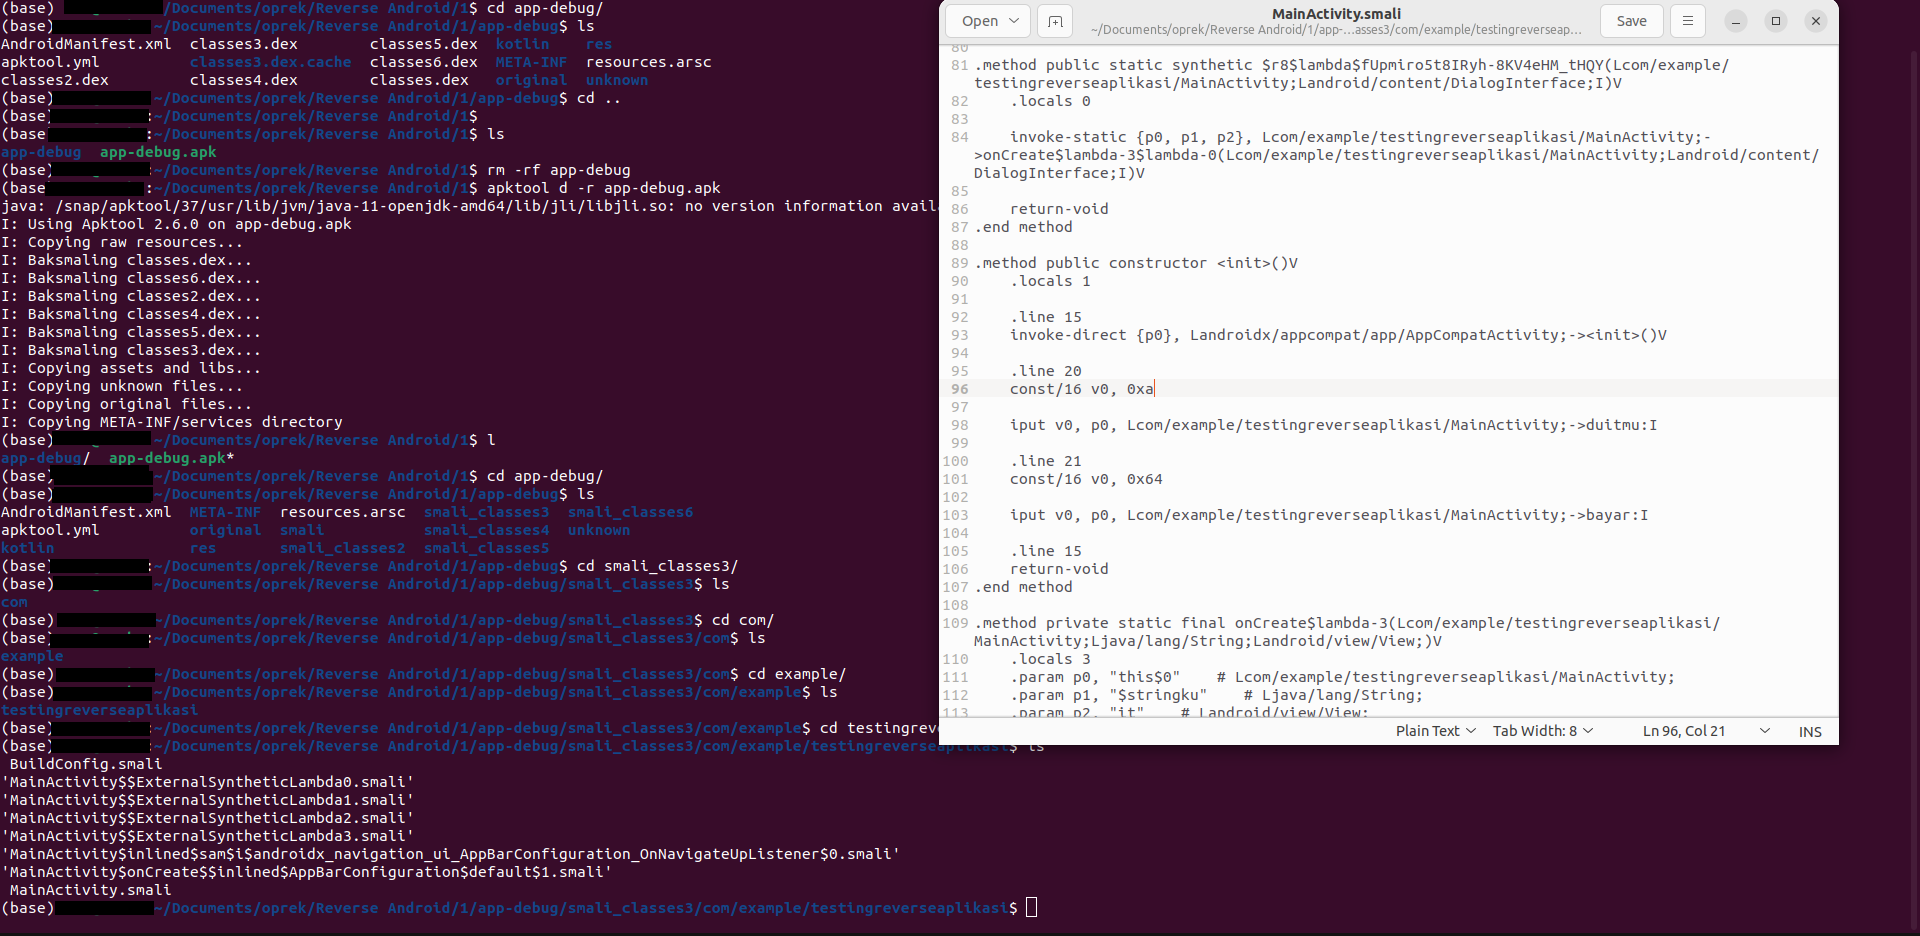 (base) /Documents/oprek/Reverse Android/1$ cd app-debug/
(base) ~/Documents/oprek/Reverse Android/1/app-debug$ ls
AndroidManifest.xml classes3.dex classes5.dex kotlin res
apktool.yml classes3.dex.cache classes6.dex META-INF resources.arsc
classes2.dex classes4.dex classes.dex original unknown
(base) ~/Documents/oprek/Reverse Android/1/app-debug$ cd ..
(base) :~/Documents/oprek/Reverse Android/1$
(base :~/Documents/oprek/Reverse Android/1$ ls
app-debug app-debug.apk
(base) ~/Documents/oprek/Reverse Android/1$ rm -rf app-debug
(base :~/Documents/oprek/Reverse Android/1$ apktool d -r app-debug.apk
java: /snap/apktool/37/usr/lib/jvm/java-11-openjdk-amd64/lib/jli/libjli.so: no version information avail
I: Using Apktool 2.6.0 on app-debug.apk
I: Copying raw resources...
I: Baksmaling classes.dex...
I: Baksmaling classes6.dex...
I: Baksmaling classes2.dex...
I: Baksmaling classes4.dex...
I: Baksmaling classes5.dex...
I: Baksmaling classes3.dex...
I: Copying assets and libs...
I: Copying unknown files...
I: Copying original files...
I: Copying META-INF/services directory
(base) ~/Documents/oprek/Reverse Android/1$ l
app-debug/ app-debug.apk*
(base) ~/Documents/oprek/Reverse Android/1$ cd app-debug/
(base) ~/Documents/oprek/Reverse Android/1/app-debug$ ls
AndroidManifest.xml META-INF resources.arsc smali_classes3 smali_classes6
apktool.yml original smali smali_classes4 unknown
kotlin res smali_classes2 smali_classes5
(base) :~/Documents/oprek/Reverse Android/1/app-debug$ cd smali_classes3/
(base) ~/Documents/oprek/Reverse Android/1/app-debug/smali_classes3$ ls
com
(base) ~/Documents/oprek/Reverse Android/1/app-debug/smali_classes3$ cd com/
(base) :~/Documents/oprek/Reverse Android/1/app-debug/smali_classes3/com$ ls
example
(base) ~/Documents/oprek/Reverse Android/1/app-debug/smali_classes3/com$ cd example/
(base) ~/Documents/oprek/Reverse Android/1/app-debug/smali_classes3/com/example$ ls
testingreverseaplikasi
(base) ~/Documents/oprek/Reverse Android/1/app-debug/smali_classes3/com/example$ cd testingrev
(base) ~/Documents/oprek/Reverse Android/1/app-debug/smali_classes3/com/example/testingreverseaplikasi$ ls
BuildConfig.smali
'MainActivity$$ExternalSyntheticLambda0.smali'
'MainActivity$$ExternalSyntheticLambda1.smali'
'MainActivity$$ExternalSyntheticLambda2.smali'
'MainActivity$$ExternalSyntheticLambda3.smali'
'MainActivity$inlined$sam$i$androidx_navigation_ui_AppBarConfiguration_OnNavigateUpListener$0.smali'
'MainActivity$onCreate$$inlined$AppBarConfiguration$default$1.smali'
MainActivity.smali
(base) ~/Documents/oprek/Reverse Android/1/app-debug/smali_classes3/com/example/testingreverseaplikasi$
Open
MainActivity.smali
~/Documents/oprek/Reverse Android/1/app-…asses3/com/example/testingreverseap…
Save
80
81 .method public static synthetic $r8$lambda$fUpmiro5t8IRyh-8KV4eHM_tHQY(Lcom/example/
testingreverseaplikasi/MainActivity;Landroid/content/DialogInterface;I)V
82 .locals 0
83
84 invoke-static {p0, p1, p2}, Lcom/example/testingreverseaplikasi/MainActivity;-
>onCreate$lambda-3$lambda-0(Lcom/example/testingreverseaplikasi/MainActivity;Landroid/content/
DialogInterface;I)V
85
86 return-void
87 .end method
88
89 .method public constructor <init>()V
90 .locals 1
91
92 .line 15
93 invoke-direct {p0}, Landroidx/appcompat/app/AppCompatActivity;-><init>()V
94
95 .line 20
96 const/16 v0, 0xa
97
98 iput v0, p0, Lcom/example/testingreverseaplikasi/MainActivity;->duitmu:I
99
100 .line 21
101 const/16 v0, 0x64
102
103 iput v0, p0, Lcom/example/testingreverseaplikasi/MainActivity;->bayar:I
104
105 .line 15
106 return-void
107 .end method
108
109 .method private static final onCreate$lambda-3(Lcom/example/testingreverseaplikasi/
MainActivity;Ljava/lang/String;Landroid/view/View;)V
110 .locals 3
111 .param p0, "this$0" # Lcom/example/testingreverseaplikasi/MainActivity;
112 .param p1, "$stringku" # Ljava/lang/String;
113 .param p2, "it" # Landroid/view/View;
Plain Text Tab Width: 8 Ln 96, Col 21 INS